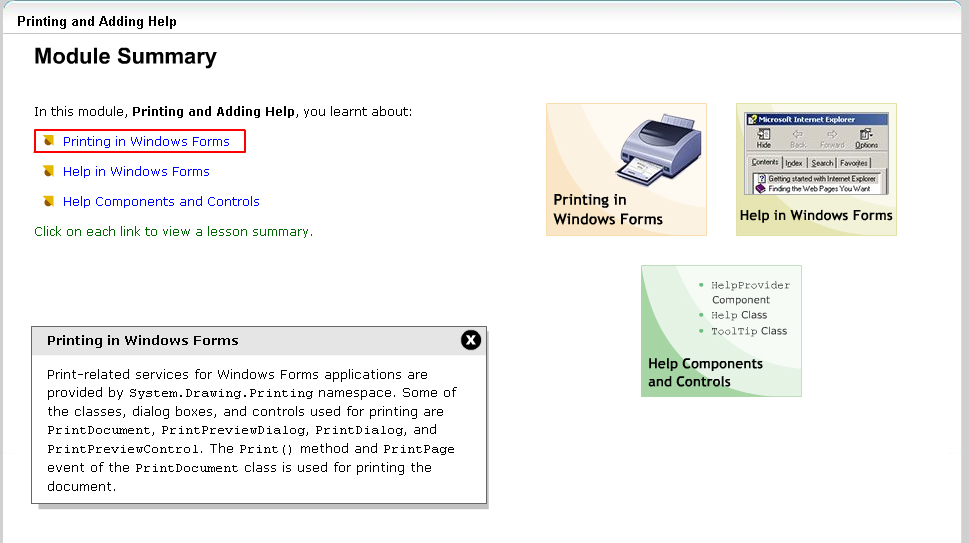 Printing and Adding Help
Module Summary
In this module, Printing and Adding Help, you learnt about:
Printing in Windows Forms
Help in Windows Forms
Help Components and Controls
Click on each link to view a lesson summary.
Printing in
Windows Forms
Microsoft Internet Explorer
Hide Back Forward Options
Contents Index Search Favorites
Getting started with Internet Explorer
Finding the Web Pages You Want
Help in Windows Forms
HelpProvider
Component
Help Class
ToolTip Class
Help Components
and Controls
Printing in Windows Forms
X
Print-related services for Windows Forms applications are
provided by System.Drawing.Printing namespace. Some of
the classes, dialog boxes, and controls used for printing are
PrintDocument, PrintPreviewDialog, PrintDialog, and
PrintPreviewControl. The Print() method and PrintPage
event of the PrintDocument class is used for printing the
document.